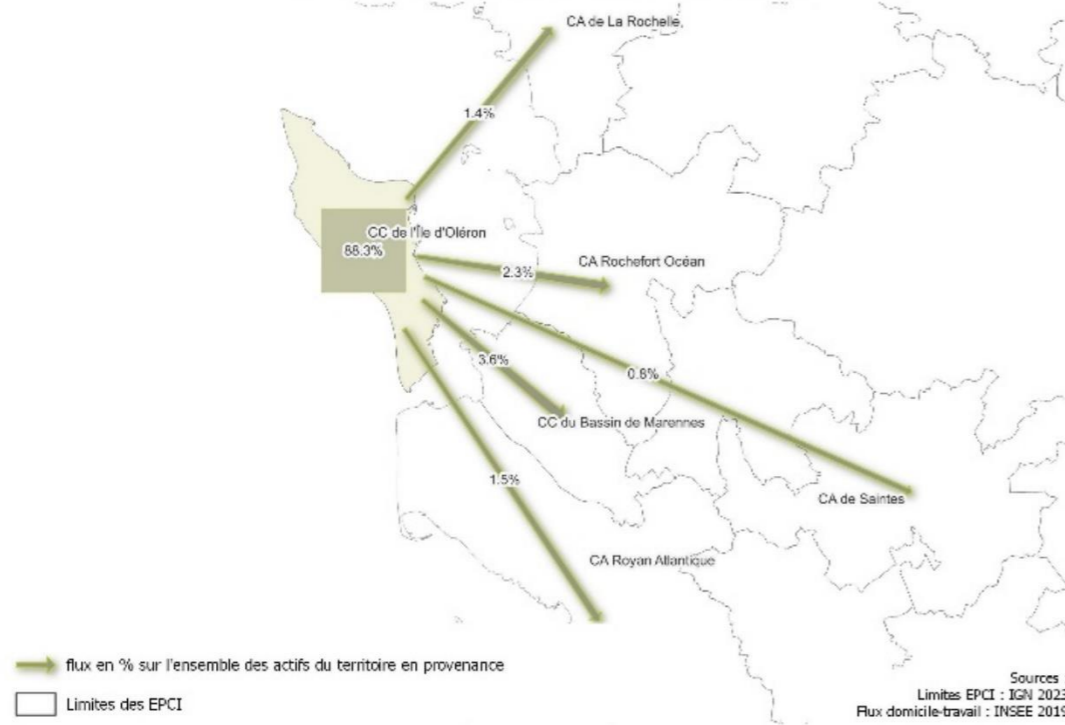 CA de La Rochelle,
1.4%
CC de l'Île d'Oléron
88.3%
CA Rochefort Océan
2.3%
3.6%
0.8%
CC du Bassin de Marennes
1.5%
CA de Saintes
CA Royan Atlantique
flux en % sur l'ensemble des actifs du territoire en provenance
Limites des EPCI
Sources :
Limites EPCI : IGN 2023
Flux domicile-travail : INSEE 2019